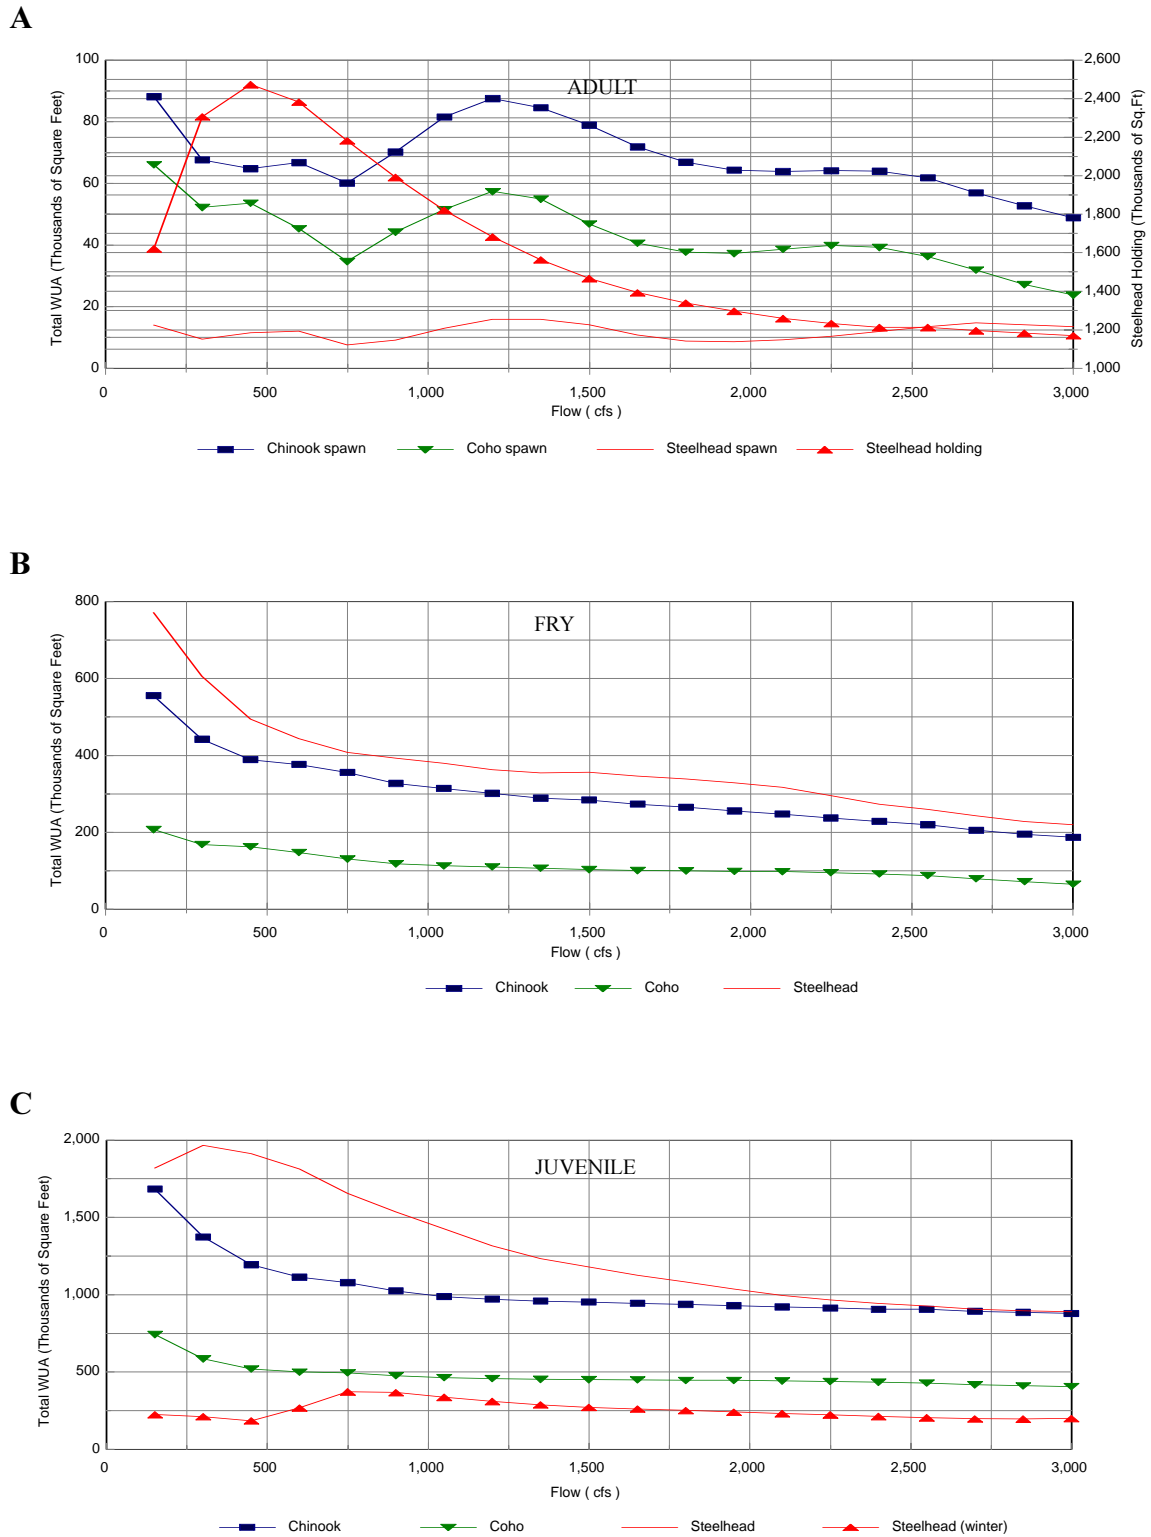 A
ADULT
Total WUA (Thousands of Square Feet)
100
80
60
40
20
0
2,600
2,400
2,200
2,000
1,800
1,600
1,400
1,200
1,000
Steelhead Holding (Thousands of Sq.Ft)
0 500 1,000 1,500 2,000 2,500 3,000
Flow ( cfs )
Chinook spawn Coho spawn Steelhead spawn Steelhead holding
B
FRY
Total WUA (Thousands of Square Feet)
800
600
400
200
0
0 500 1,000 1,500 2,000 2,500 3,000
Flow ( cfs )
Chinook Coho Steelhead
C
JUVENILE
Total WUA (Thousands of Square Feet)
2,000
1,500
1,000
500
0
0 500 1,000 1,500 2,000 2,500 3,000
Flow ( cfs )
Chinook Coho Steelhead Steelhead (winter)